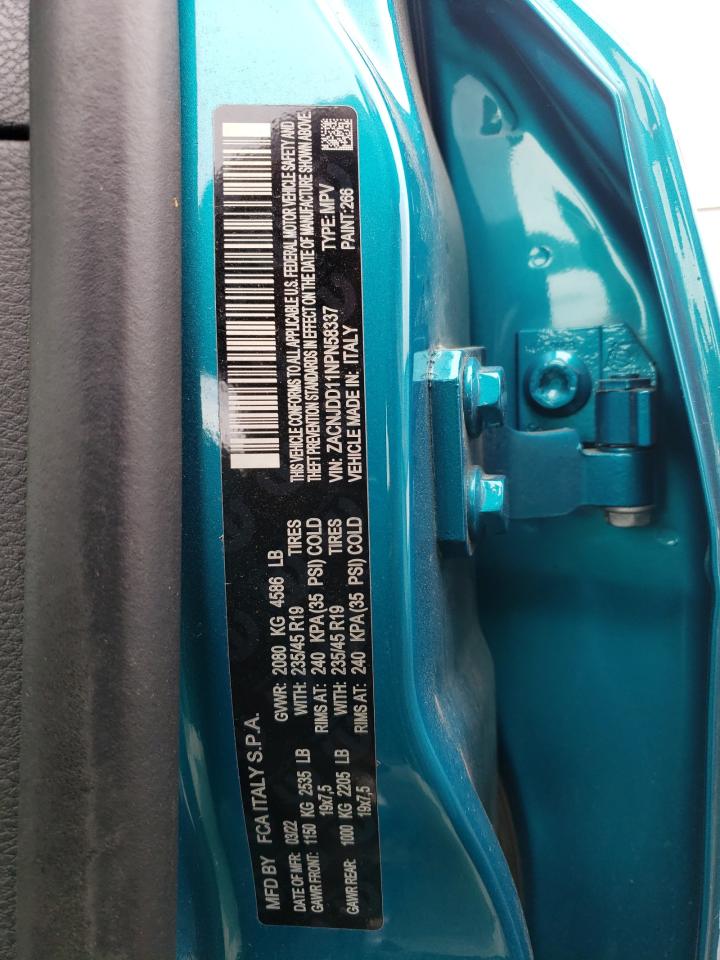 MFD BY FCA ITALY S.P.A.
DATE OF MFR: 03/22 GVWR: 2080 KG 4586 LB
GAWR FRONT: 1150 KG 2535 LB WITH: 235/45 R19 TIRES
19x7,5 RIMS AT: 240 KPA (35 PSI) COLD
GAWR REAR: 1000 KG 2205 LB WITH: 235/45 R19 TIRES
19x7,5 RIMS AT: 240 KPA (35 PSI) COLD
THIS VEHICLE CONFORMS TO ALL APPLICABLE U.S. FEDERAL MOTOR VEHICLE SAFETY AND
THEFT PREVENTION STANDARDS IN EFFECT ON THE DATE OF MANUFACTURE SHOWN ABOVE:
VIN: ZACNJDD11NPN58337 TYPE: MPV
VEHICLE MADE IN: ITALY PAINT: 266